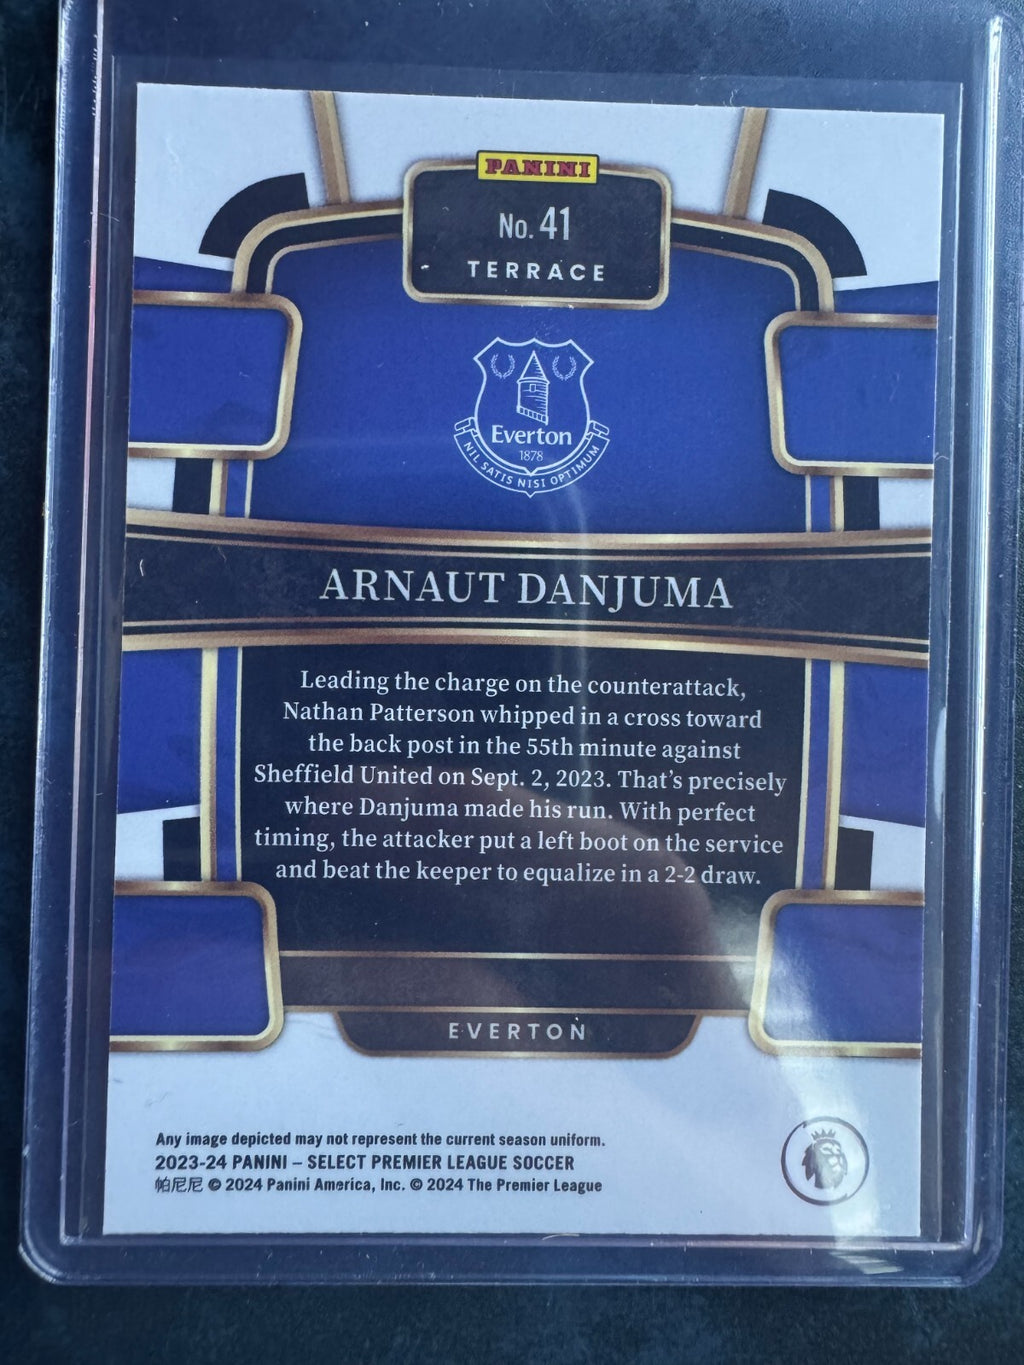 PANINI
No. 41
TERRACE
Everton
1878
NIL SATIS NISI OPTIMUM
ARNAUT DANJUMA
Leading the charge on the counterattack,
Nathan Patterson whipped in a cross toward
the back post in the 55th minute against
Sheffield United on Sept. 2, 2023. That's precisely
where Danjuma made his run. With perfect
timing, the attacker put a left boot on the service
and beat the keeper to equalize in a 2-2 draw.
EVERTON
Any image depicted may not represent the current season uniform.
2023-24 PANINI – SELECT PREMIER LEAGUE SOCCER
帕尼尼 © 2024 Panini America, Inc. © 2024 The Premier League